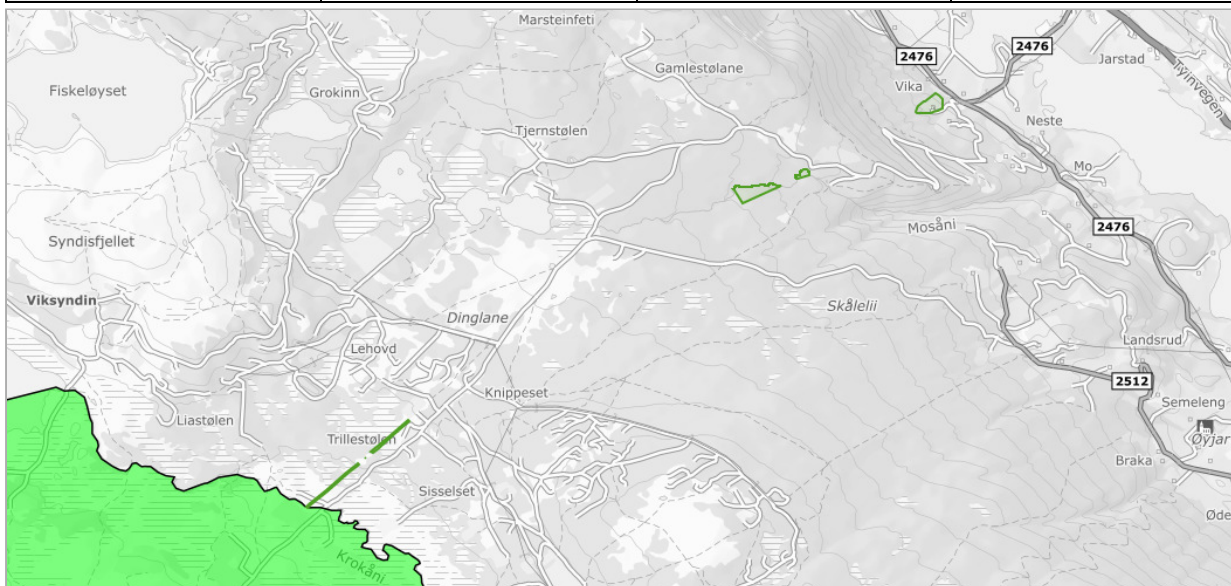 Marsteinfeti
2476
2476
Jarstad
Tyinvegen
Gamlestølane
Vika
Fiskeløyset
Grokinn
Neste
Tjernstølen
Mo
Mosåni
2476
Syndisfjellet
Viksyndin
Skålelii
Dinglane
Landsrud
Lehovd
2512
Knippeset
Semeleng
Liastølen
Øyjar
Trillestølen
Braka
Sisselset
Øde
Krokåni